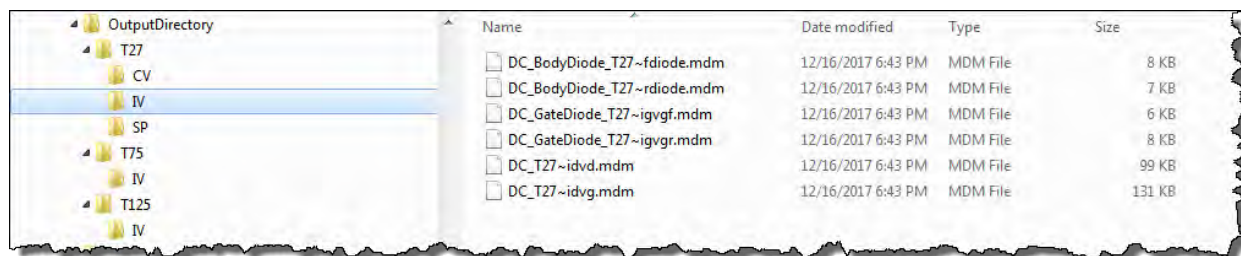 OutputDirectory
T27
CV
IV
SP
T75
IV
T125
IV
Name Date modified Type Size
DC_BodyDiode_T27~fdiode.mdm 12/16/2017 6:43 PM MDM File 8 KB
DC_BodyDiode_T27~rdiode.mdm 12/16/2017 6:43 PM MDM File 7 KB
DC_GateDiode_T27~igvgf.mdm 12/16/2017 6:43 PM MDM File 6 KB
DC_GateDiode_T27~igvgr.mdm 12/16/2017 6:43 PM MDM File 8 KB
DC_T27~idvd.mdm 12/16/2017 6:43 PM MDM File 99 KB
DC_T27~idvg.mdm 12/16/2017 6:43 PM MDM File 131 KB